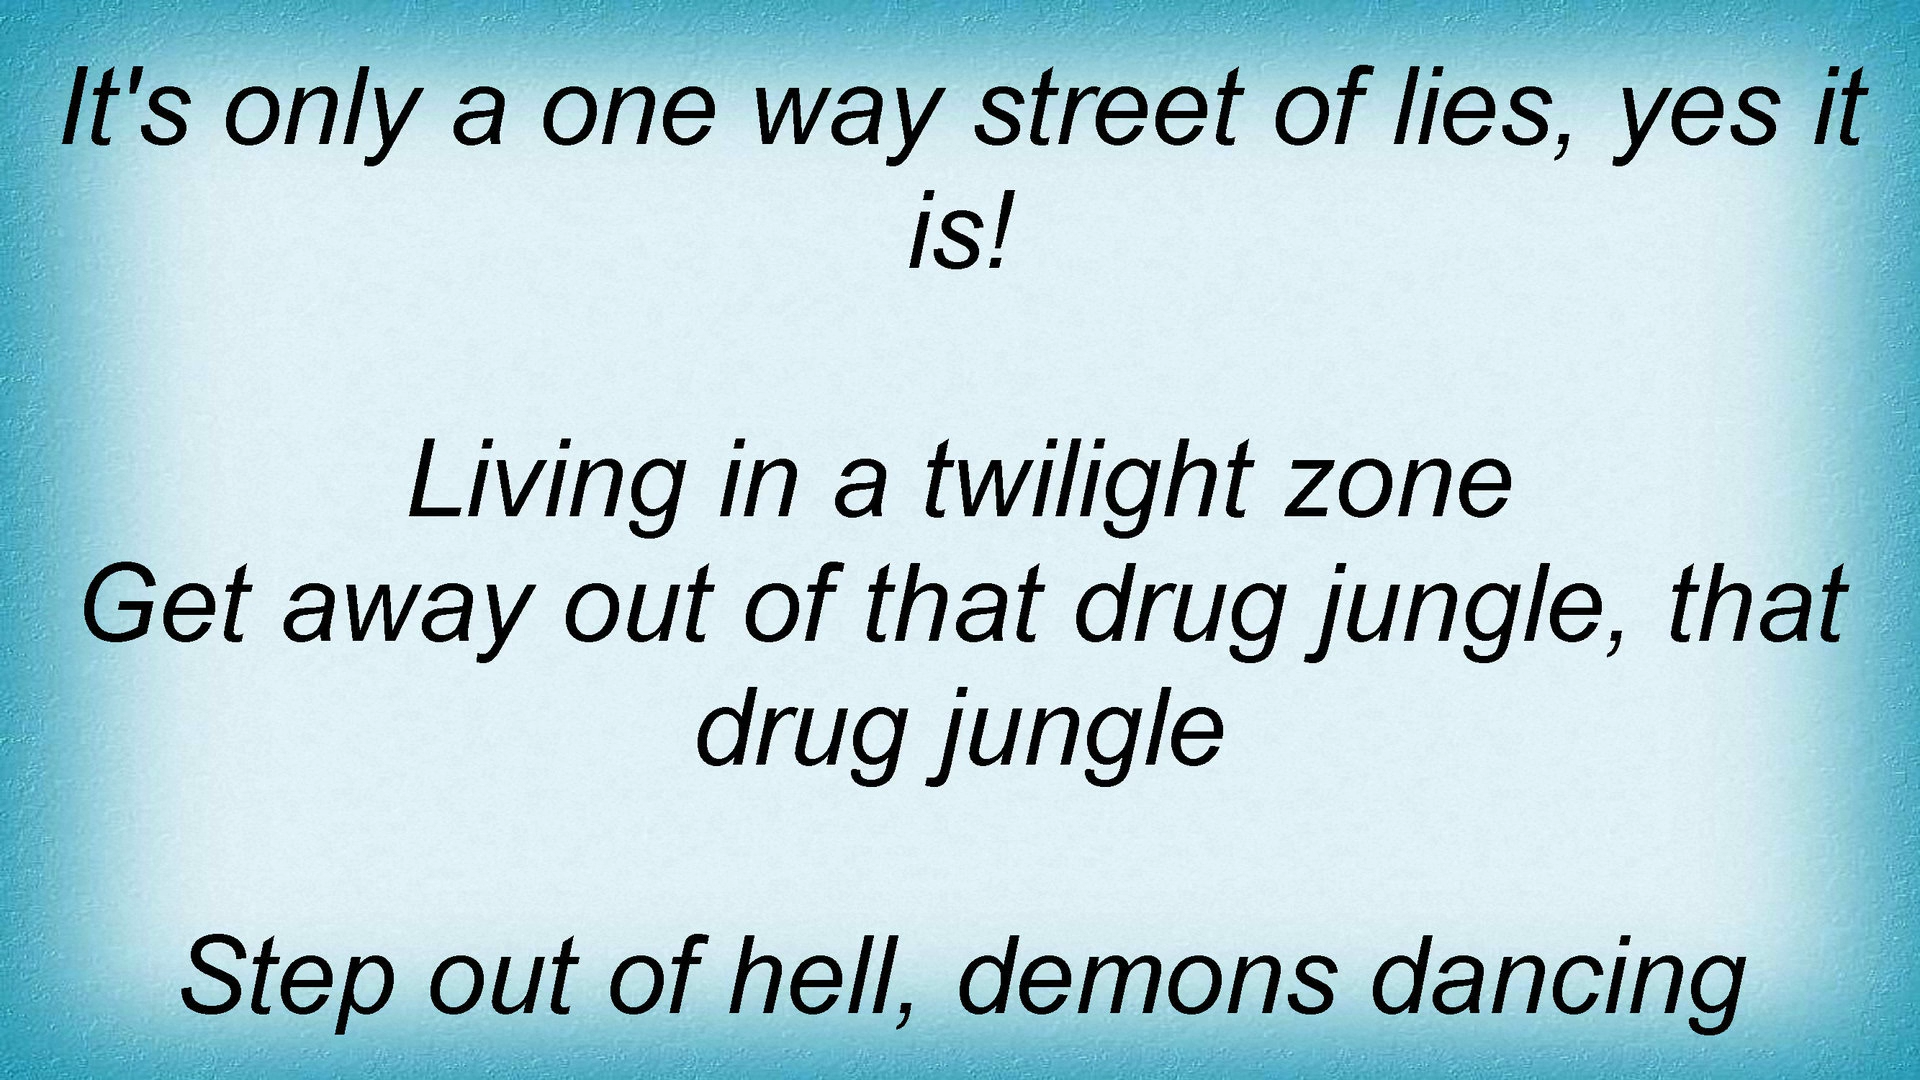 It's only a one way street of lies, yes it
is!
Living in a twilight zone
Get away out of that drug jungle, that
drug jungle
Step out of hell, demons dancing